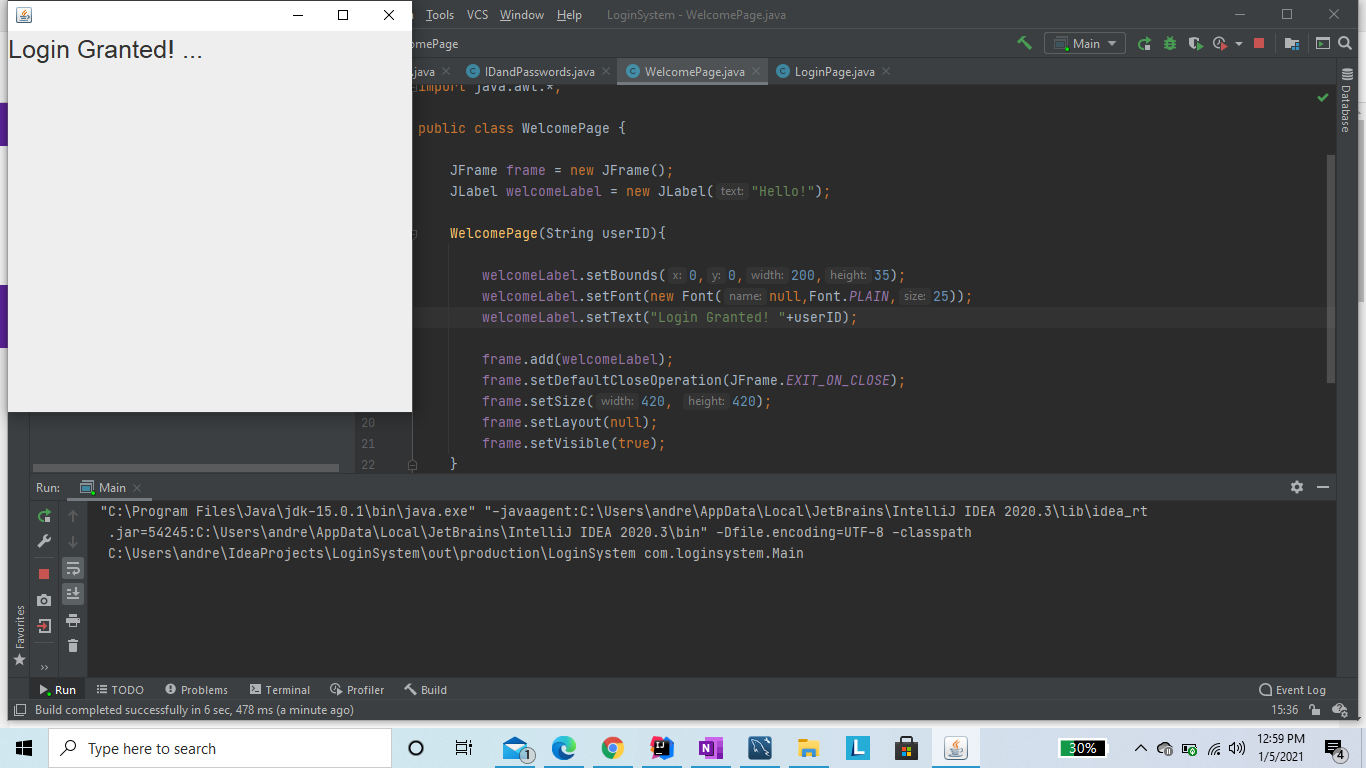 Tools VCS Window Help LoginSystem - WelcomePage.java
Login Granted! ...
omePage
Main
.java IDandPasswords.java WelcomePage.java LoginPage.java
import java.awt.*;
public class WelcomePage {
JFrame frame = new JFrame();
JLabel welcomeLabel = new JLabel( text: "Hello!");
WelcomePage(String userID){
welcomeLabel.setBounds( x: 0, y: 0, width: 200, height: 35);
welcomeLabel.setFont(new Font( name: null,Font.PLAIN, size: 25));
welcomeLabel.setText("Login Granted! "+userID);
frame.add(welcomeLabel);
frame.setDefaultCloseOperation(JFrame.EXIT_ON_CLOSE);
frame.setSize( width: 420, height: 420);
20 frame.setLayout(null);
21 frame.setVisible(true);
22 }
Database
Run: Main
"C:\Program Files\Java\jdk-15.0.1\bin\java.exe" "-javaagent:C:\Users\andre\AppData\Local\JetBrains\IntelliJ IDEA 2020.3\lib\idea_rt
.jar=54245:C:\Users\andre\AppData\Local\JetBrains\IntelliJ IDEA 2020.3\bin" -Dfile.encoding=UTF-8 -classpath
C:\Users\andre\IdeaProjects\LoginSystem\out\production\LoginSystem com.loginsystem.Main
Favorites
Run TODO Problems Terminal Profiler Build Event Log
Build completed successfully in 6 sec, 478 ms (a minute ago) 15:36
Type here to search 1 IJ N L 30% 12:59 PM
1/5/2021 4